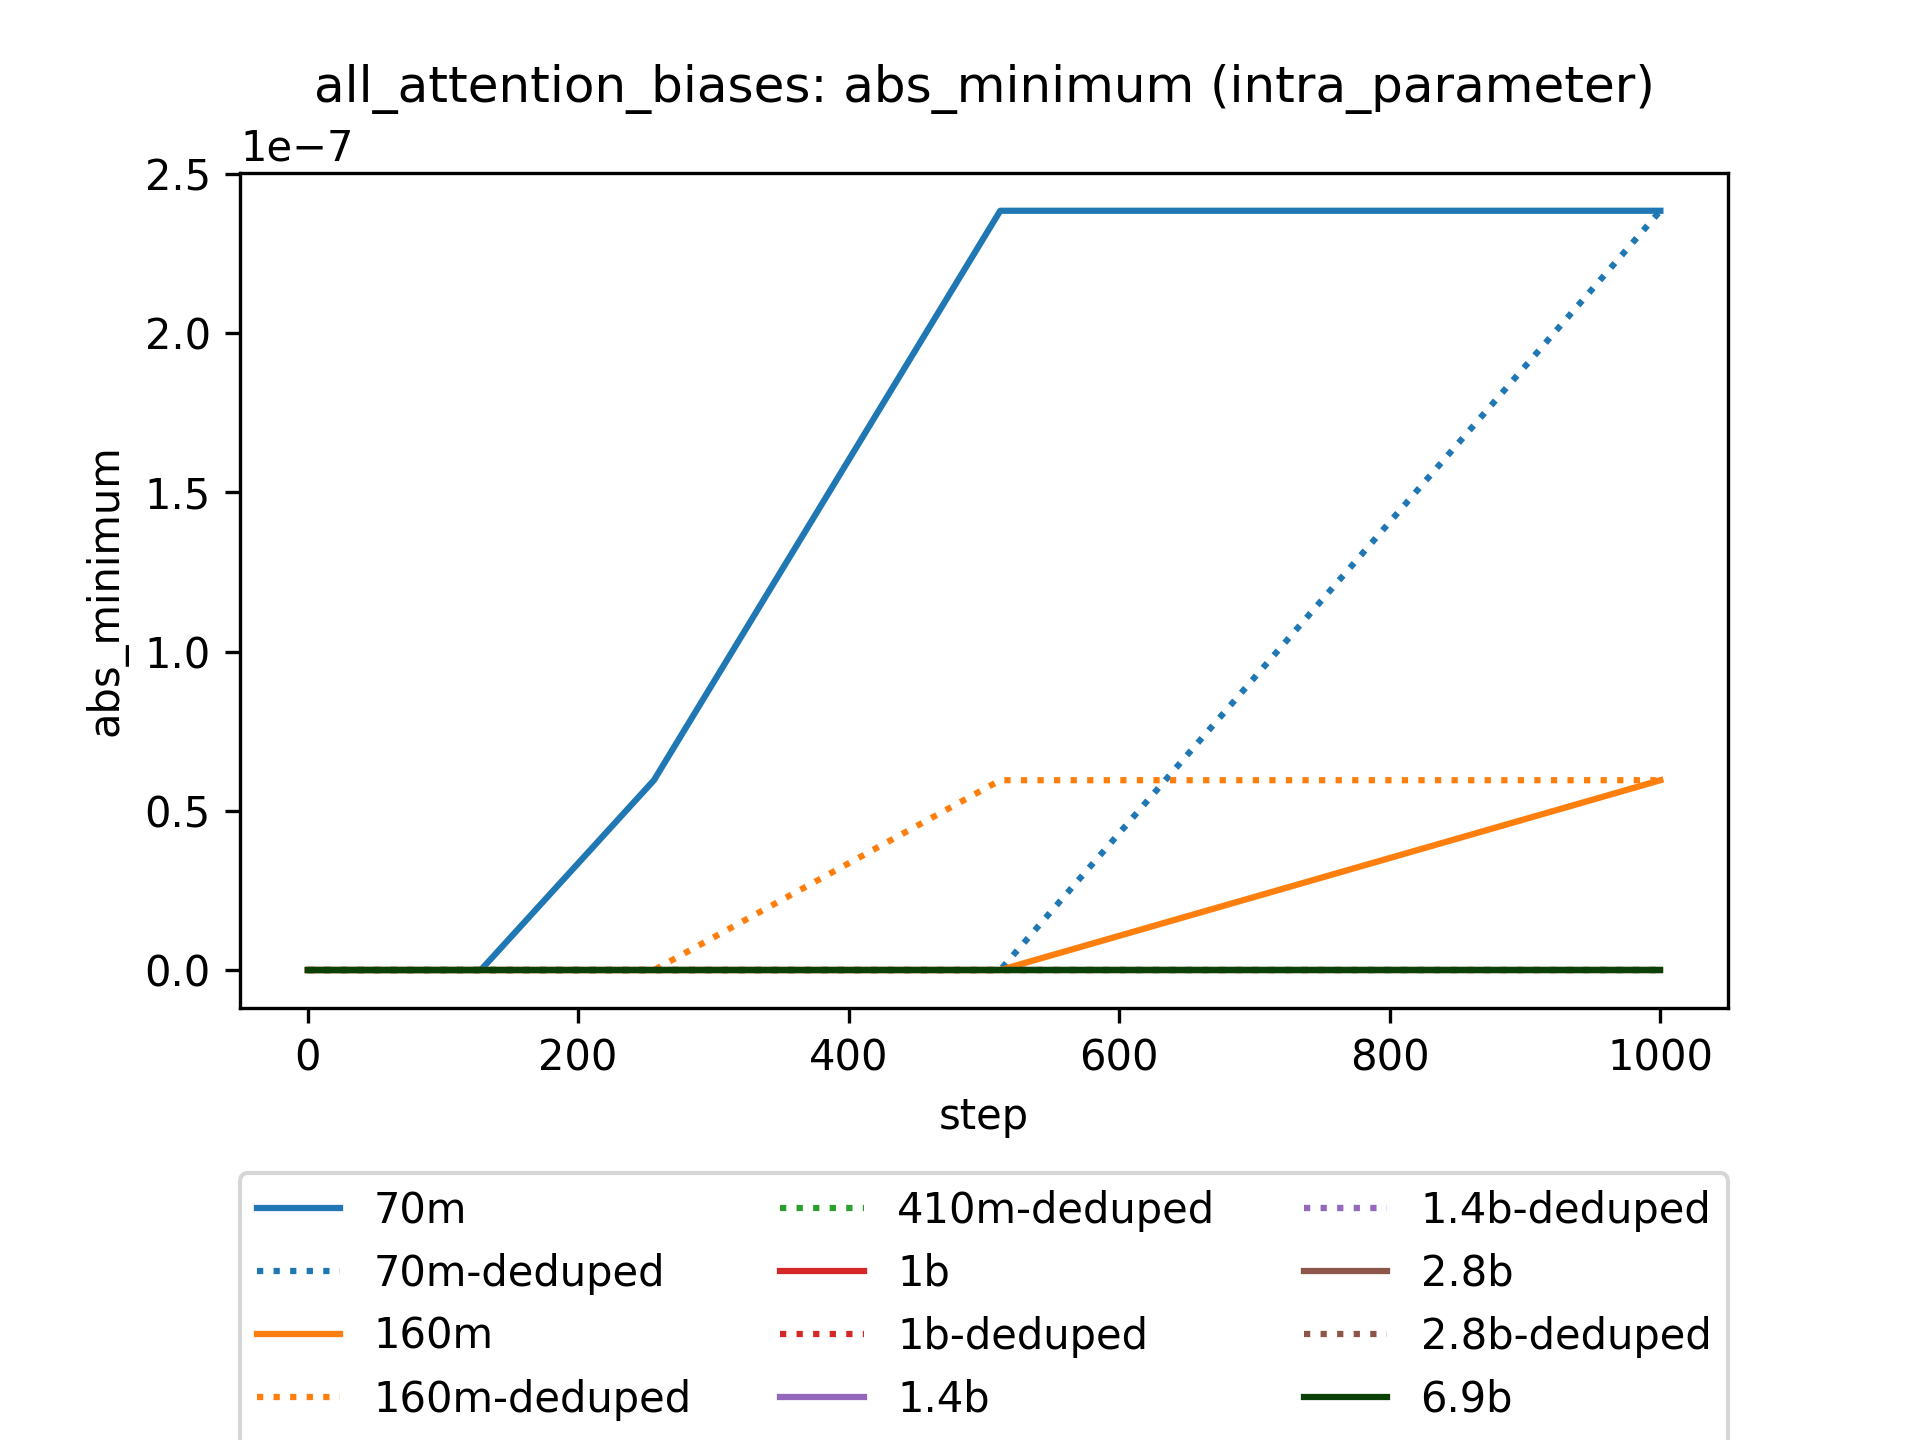 all_attention_biases: abs_minimum (intra_parameter)
1e−7
2.5
2.0
1.5
1.0
0.5
0.0
abs_minimum
0 200 400 600 800 1000
step
70m 410m-deduped 1.4b-deduped
70m-deduped 1b 2.8b
160m 1b-deduped 2.8b-deduped
160m-deduped 1.4b 6.9b